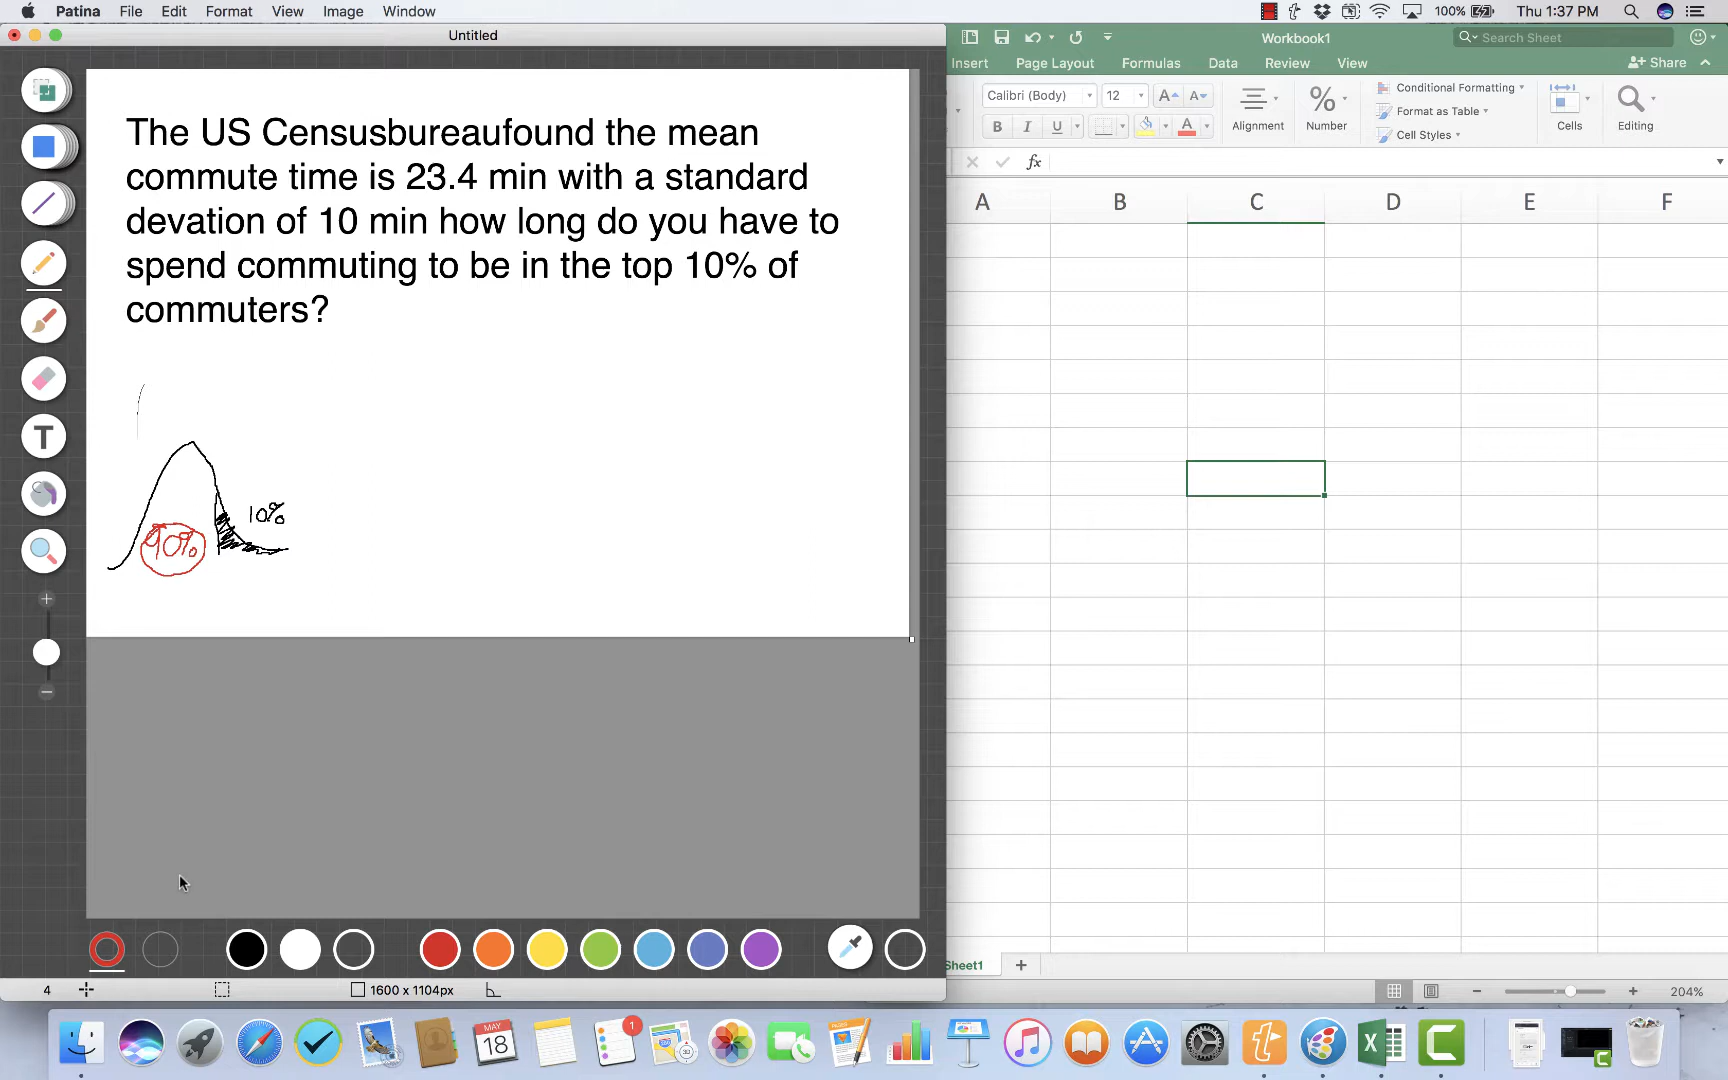 Patina File Edit Format View Image Window 100% Thu 1:37 PM
Untitled
Workbook1
Search Sheet
Insert Page Layout Formulas Data Review View Share
Calibri (Body) 12 A A % Conditional Formatting
Format as Table
B I U A Alignment Number Cell Styles Cells Editing
fx
A B C D E F
The US Censusbureaufound the mean
commute time is 23.4 min with a standard
devation of 10 min how long do you have to
spend commuting to be in the top 10% of
commuters?
T
10%
90%
Sheet1 +
4 1600 x 1104px
204%
MAY
18
1